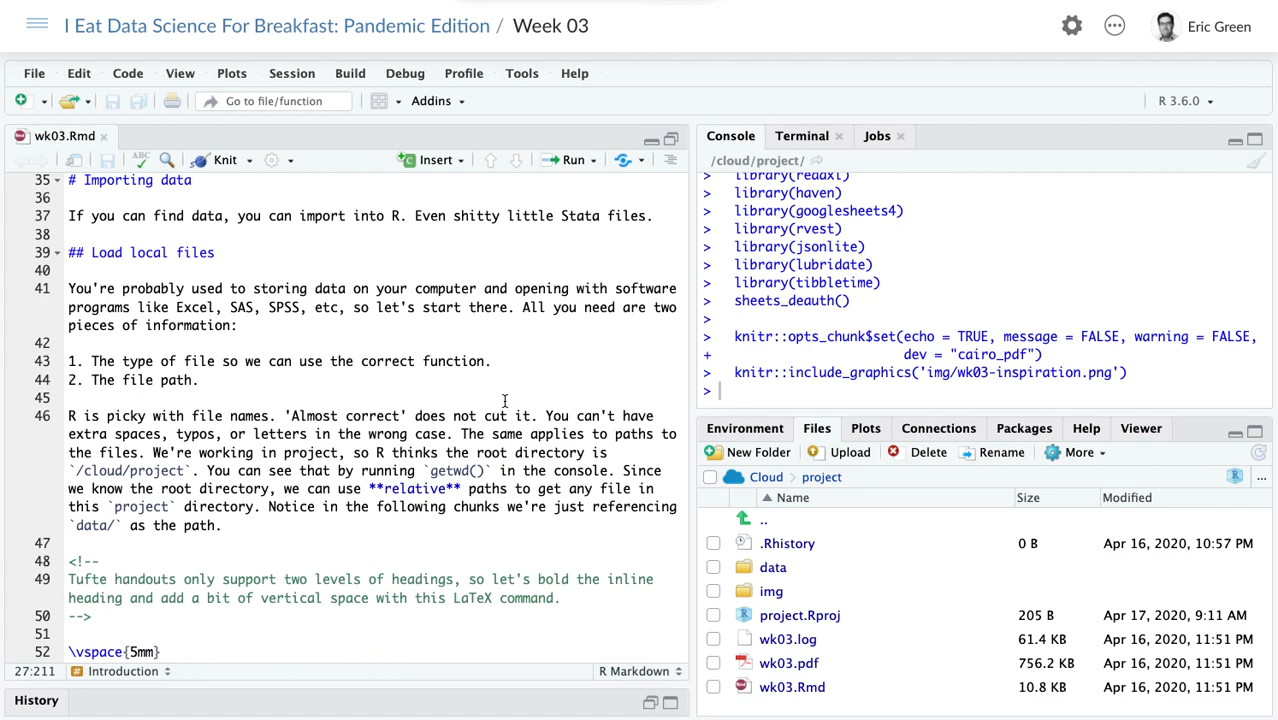 I Eat Data Science For Breakfast: Pandemic Edition / Week 03
Eric Green
File Edit Code View Plots Session Build Debug Profile Tools Help
Go to file/function
Addins
R 3.6.0
wk03.Rmd
Knit
Insert
Run
35 # Importing data
36
37 If you can find data, you can import into R. Even shitty little Stata files.
38
39 ## Load local files
40
41 You're probably used to storing data on your computer and opening with software
programs like Excel, SAS, SPSS, etc, so let's start there. All you need are two
pieces of information:
42
43 1. The type of file so we can use the correct function.
44 2. The file path.
45
46 R is picky with file names. 'Almost correct' does not cut it. You can't have
extra spaces, typos, or letters in the wrong case. The same applies to paths to
the files. We're working in project, so R thinks the root directory is
`/cloud/project`. You can see that by running `getwd()` in the console. Since
we know the root directory, we can use **relative** paths to get any file in
this `project` directory. Notice in the following chunks we're just referencing
`data/` as the path.
47
48 <!--
49 Tufte handouts only support two levels of headings, so let's bold the inline
heading and add a bit of vertical space with this LaTeX command.
50 -->
51
52 \vspace{5mm}
27:211 # Introduction R Markdown
History
Console Terminal Jobs
/cloud/project/
> library(readxl)
> library(haven)
> library(googlesheets4)
> library(rvest)
> library(jsonlite)
> library(lubridate)
> library(tibbletime)
> sheets_deauth()
>
> knitr::opts_chunk$set(echo = TRUE, message = FALSE, warning = FALSE,
+ dev = "cairo_pdf")
> knitr::include_graphics('img/wk03-inspiration.png')
>
Environment Files Plots Connections Packages Help Viewer
New Folder Upload Delete Rename More
Cloud project ...
Name Size Modified
..
.Rhistory 0 B Apr 16, 2020, 10:57 PM
data
img
project.Rproj 205 B Apr 17, 2020, 9:11 AM
wk03.log 61.4 KB Apr 16, 2020, 11:51 PM
wk03.pdf 756.2 KB Apr 16, 2020, 11:51 PM
wk03.Rmd 10.8 KB Apr 16, 2020, 11:51 PM